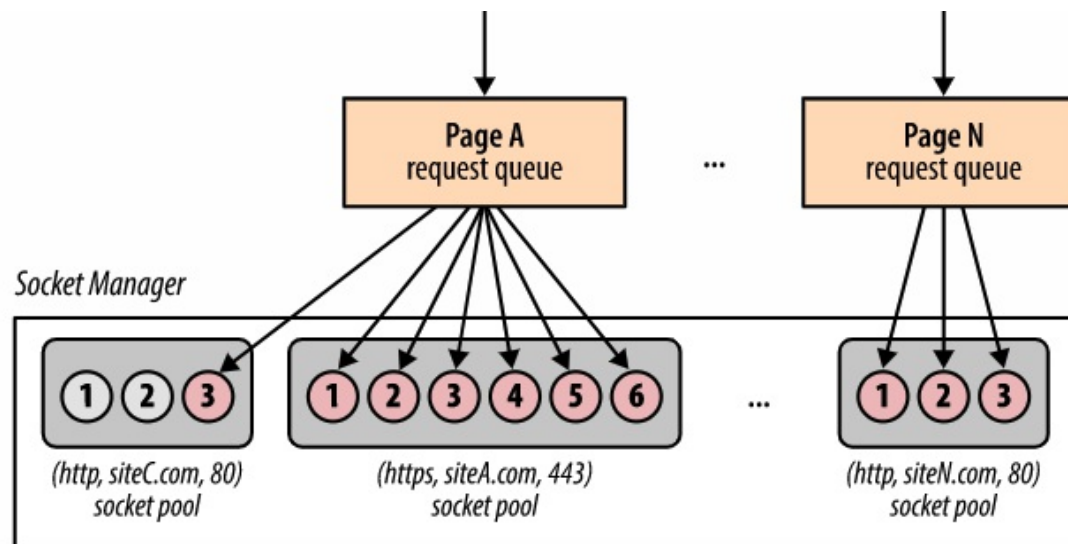 Page A
request queue
...
Page N
request queue
Socket Manager
1 2 3
1 2 3 4 5 6
...
1 2 3
(http, siteC.com, 80)
socket pool
(https, siteA.com, 443)
socket pool
(http, siteN.com, 80)
socket pool